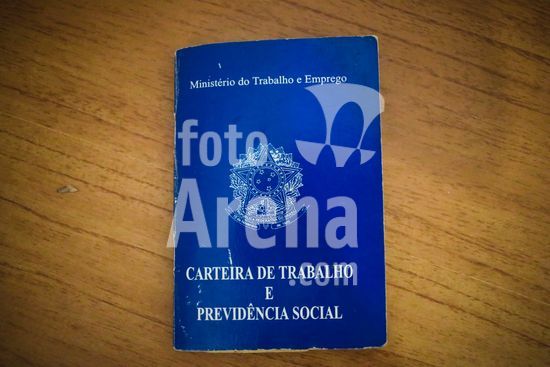 Ministério do Trabalho e Emprego
foto
Arena
.com
CARTEIRA DE TRABALHO
E
PREVIDÊNCIA SOCIAL